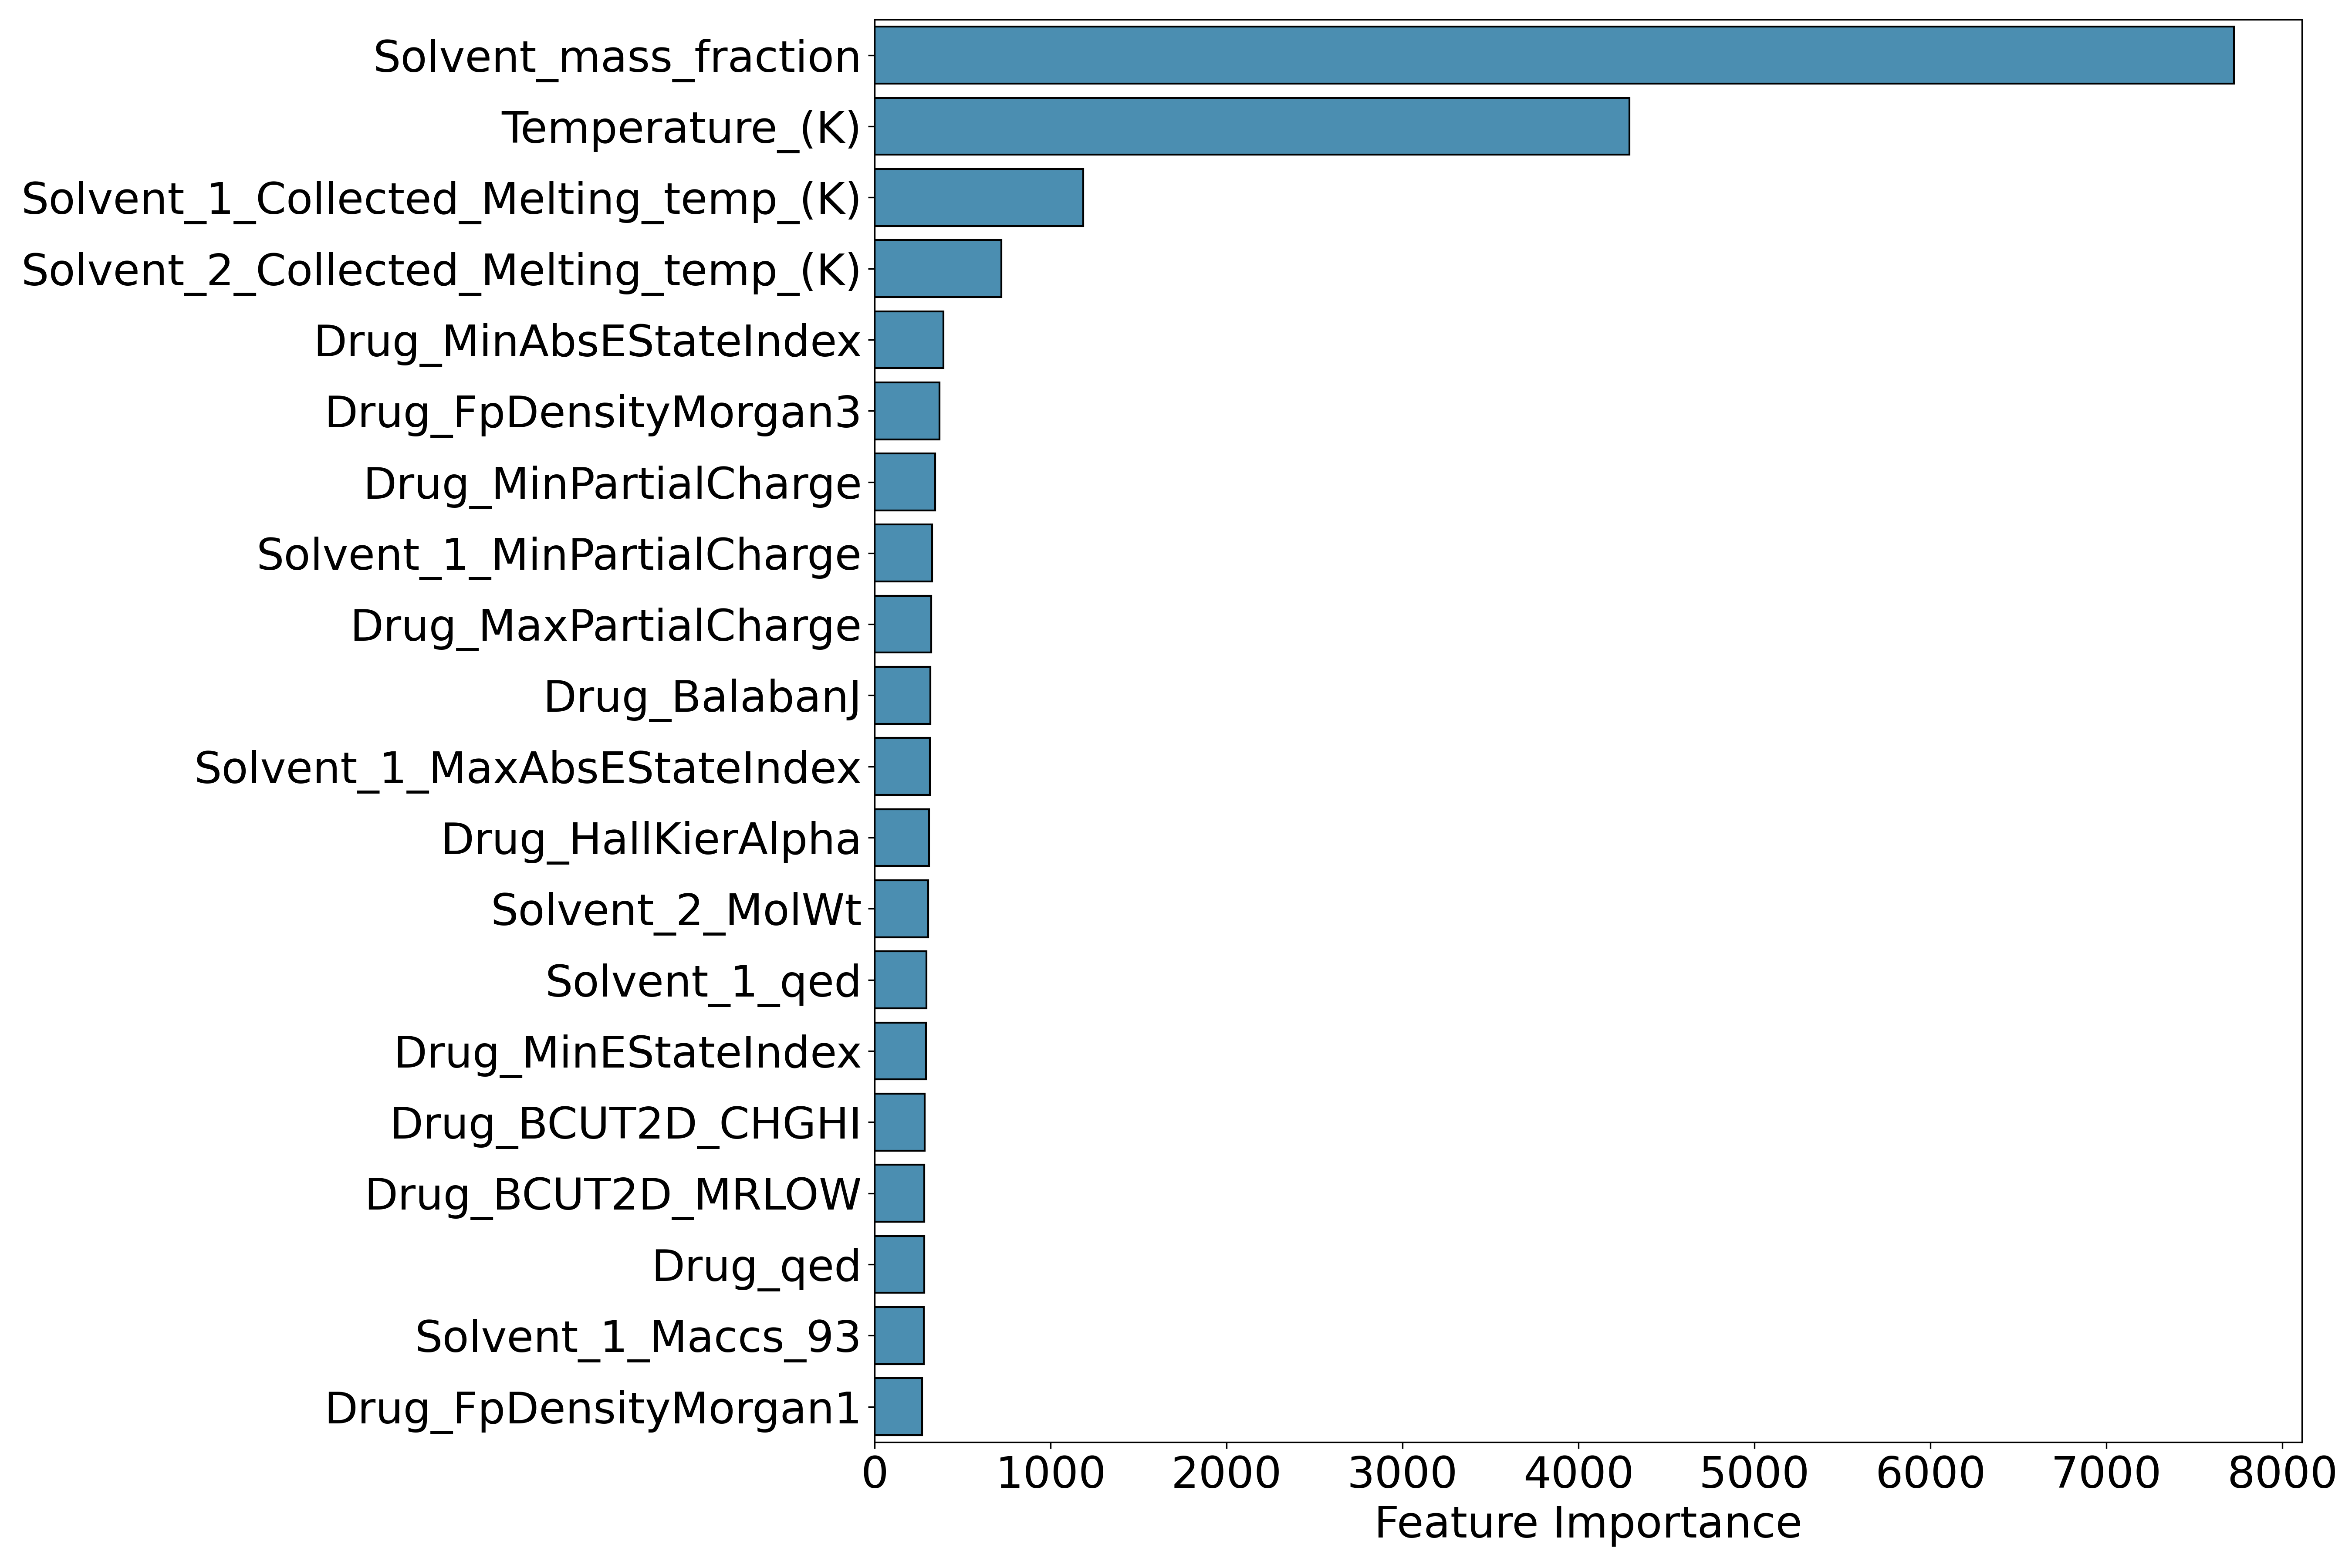 Solvent_mass_fraction
Temperature_(K)
Solvent_1_Collected_Melting_temp_(K)
Solvent_2_Collected_Melting_temp_(K)
Drug_MinAbsEStateIndex
Drug_FpDensityMorgan3
Drug_MinPartialCharge
Solvent_1_MinPartialCharge
Drug_MaxPartialCharge
Drug_BalabanJ
Solvent_1_MaxAbsEStateIndex
Drug_HallKierAlpha
Solvent_2_MolWt
Solvent_1_qed
Drug_MinEStateIndex
Drug_BCUT2D_CHGHI
Drug_BCUT2D_MRLOW
Drug_qed
Solvent_1_Maccs_93
Drug_FpDensityMorgan1
0 1000 2000 3000 4000 5000 6000 7000 8000
Feature Importance